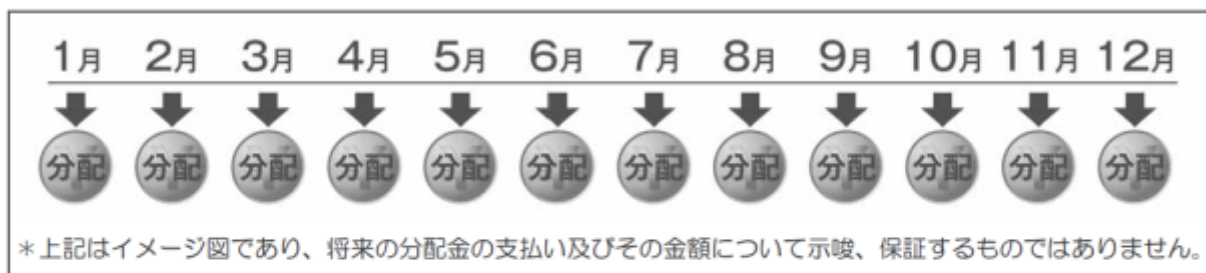 1月 2月 3月 4月 5月 6月 7月 8月 9月 10月 11月 12月
分配 分配 分配 分配 分配 分配 分配 分配 分配 分配 分配 分配
＊上記はイメージ図であり、将来の分配金の支払い及びその金額について示唆、保証するものではありません。